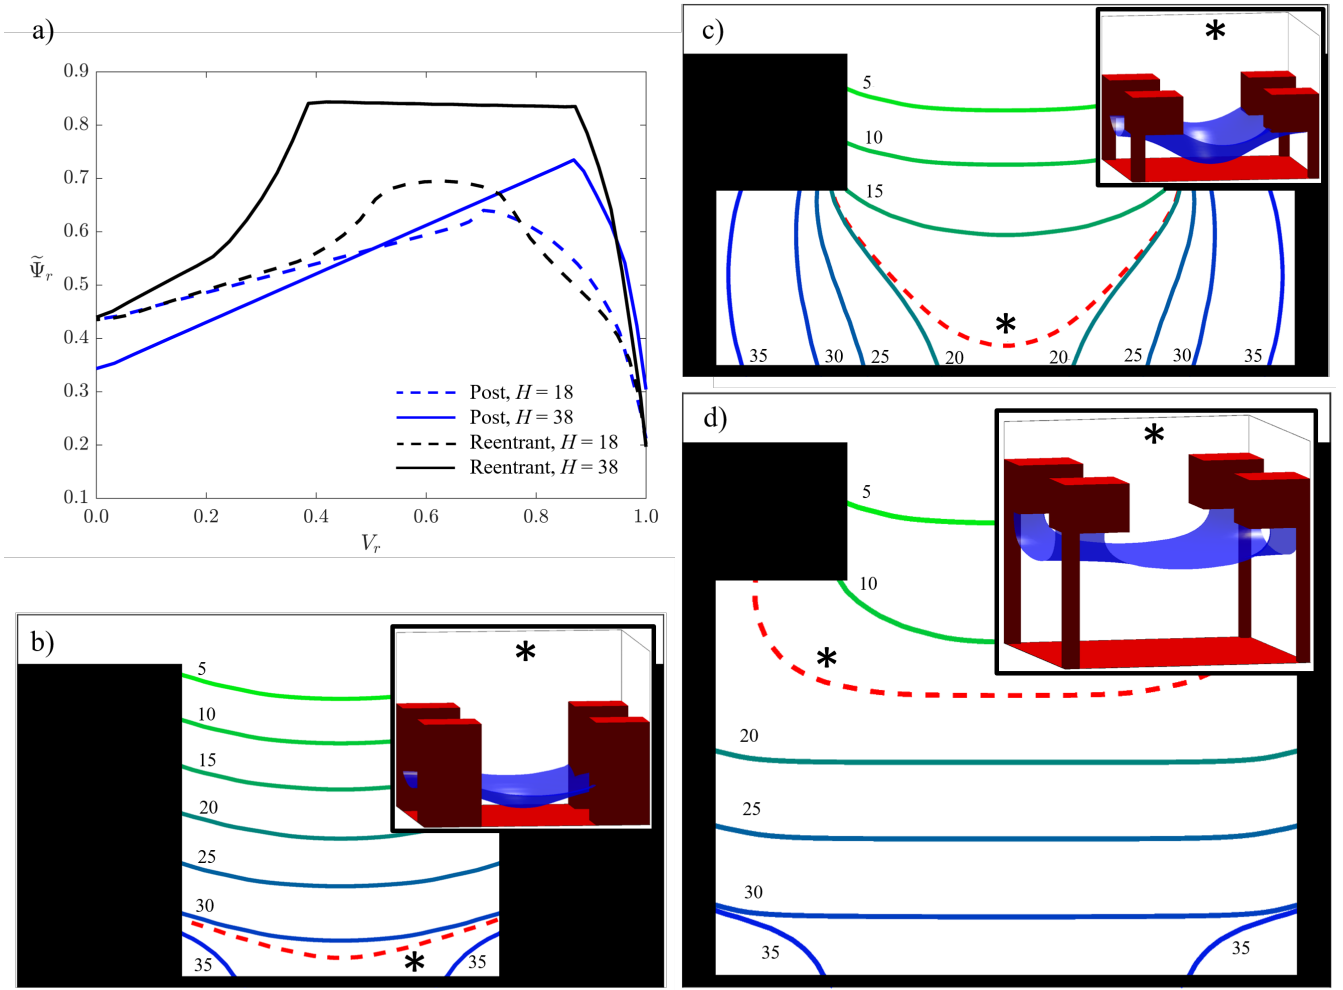 a)
0.9
0.8
0.7
0.6
0.5
0.4
0.3
0.2
0.1
Ψ̃r
0.0 0.2 0.4 0.6 0.8 1.0
Vr
Post, H = 18
Post, H = 38
Reentrant, H = 18
Reentrant, H = 38
b)
*
5
10
15
20
25
30
35 * 35
c)
*
5
10
15
*
35 30 25 20 20 25 30 35
d)
*
5
10
*
20
25
30
35 35